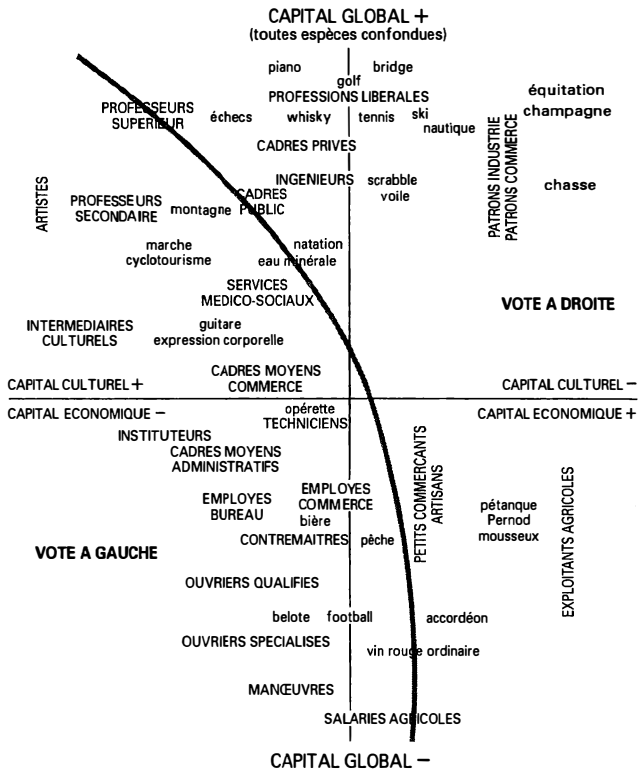 CAPITAL GLOBAL +
(toutes espèces confondues)
piano
bridge
golf
PROFESSIONS LIBERALES
équitation
champagne
PROFESSEURS
SUPERIEUR
échecs
whisky
tennis
ski
nautique
PATRONS INDUSTRIE
PATRONS COMMERCE
CADRES PRIVES
INGENIEURS
scrabble
voile
chasse
ARTISTES
PROFESSEURS
SECONDAIRE
montagne
CADRES
PUBLIC
marche
cyclotourisme
natation
eau minérale
SERVICES
MEDICO-SOCIAUX
VOTE A DROITE
INTERMEDIAIRES
CULTURELS
guitare
expression corporelle
CADRES MOYENS
COMMERCE
CAPITAL CULTUREL +
CAPITAL CULTUREL −
CAPITAL ECONOMIQUE −
CAPITAL ECONOMIQUE +
opérette
TECHNICIENS
INSTITUTEURS
CADRES MOYENS
ADMINISTRATIFS
PETITS COMMERCANTS
ARTISANS
EMPLOYES
BUREAU
EMPLOYES
COMMERCE
bière
pétanque
Pernod
mousseux
EXPLOITANTS AGRICOLES
CONTREMAITRES
pêche
VOTE A GAUCHE
OUVRIERS QUALIFIES
belote
football
accordéon
OUVRIERS SPECIALISES
vin rouge ordinaire
MANŒUVRES
SALARIES AGRICOLES
CAPITAL GLOBAL −